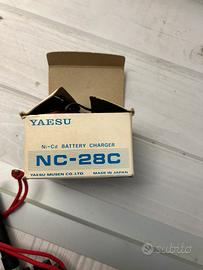 YAESU
Ni-Cd BATTERY CHARGER
NC-28C
YAESU MUSEN CO.,LTD. MADE IN JAPAN
subito